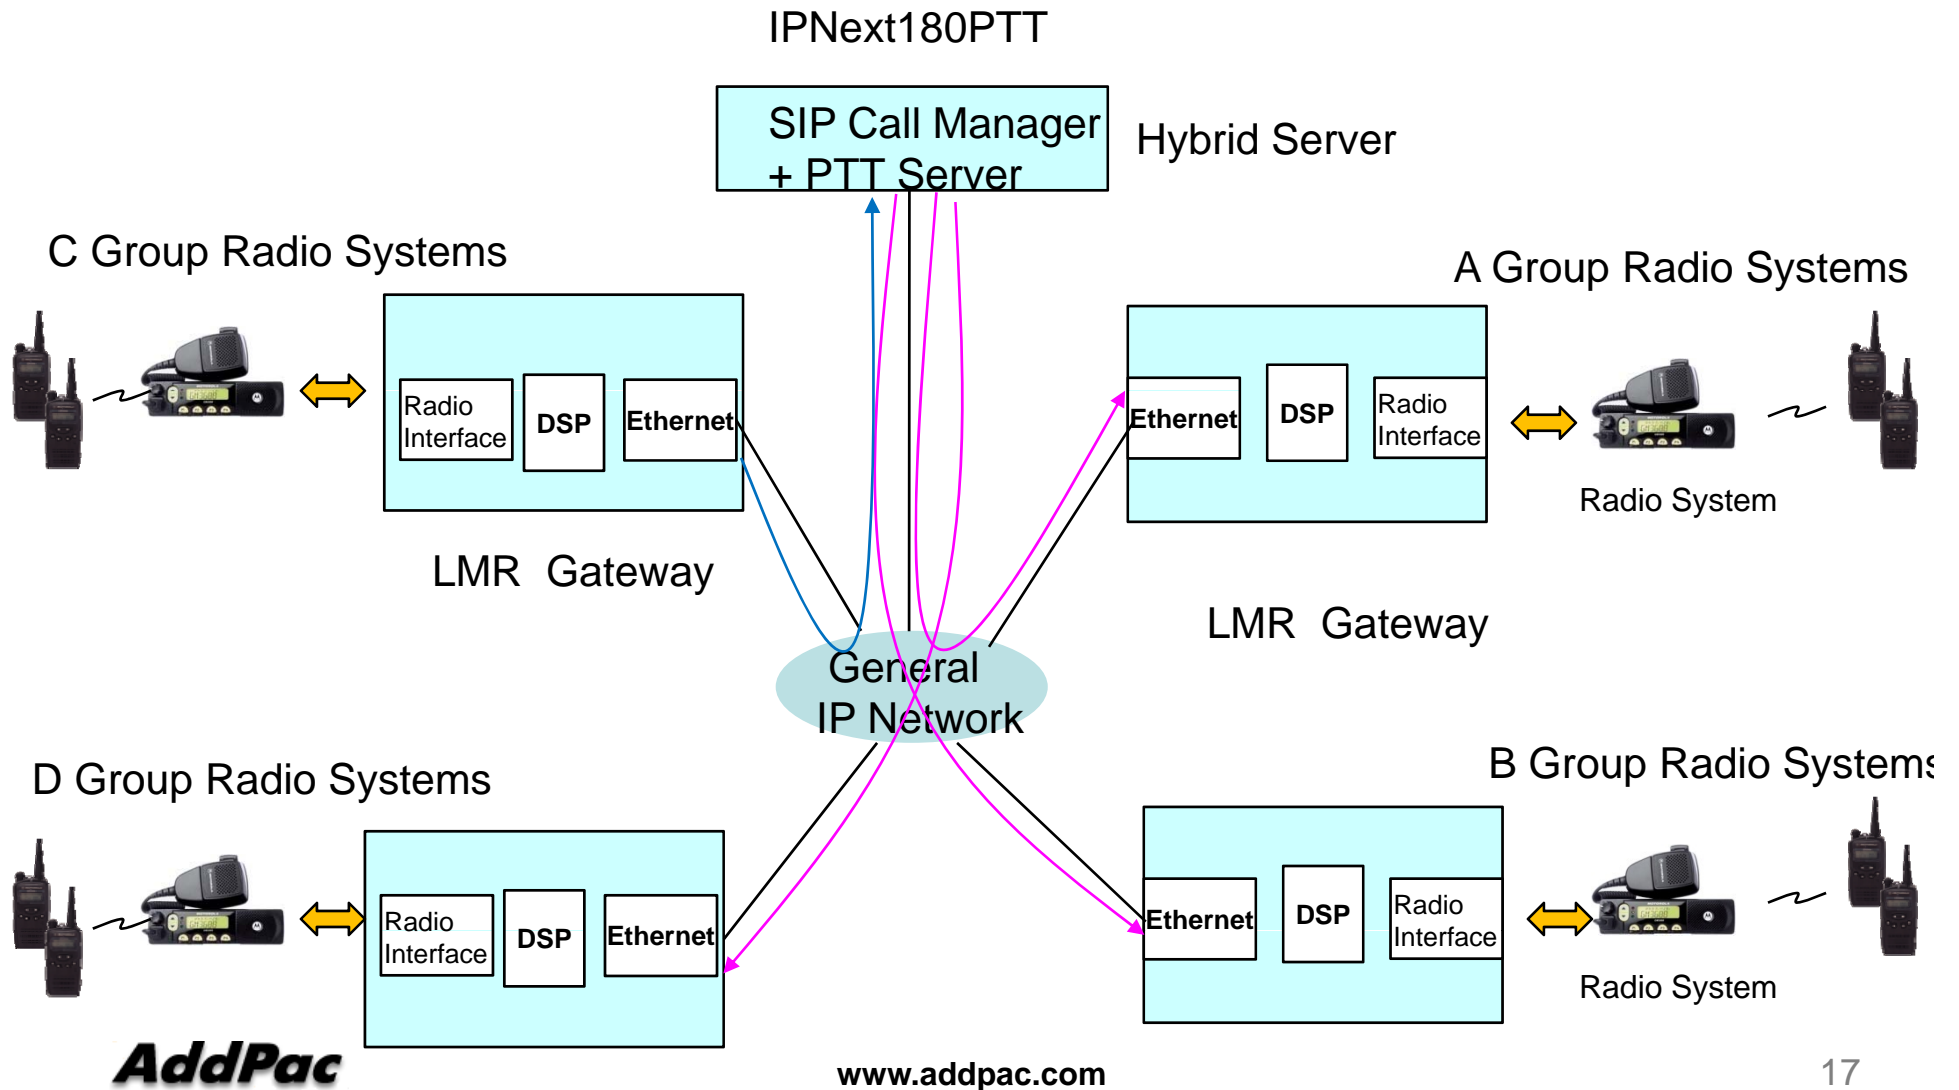 IPNext180PTT
SIP Call Manager
+ PTT Server
Hybrid Server
C Group Radio Systems
A Group Radio Systems
Radio
Interface
DSP
Ethernet
Ethernet
DSP
Radio
Interface
Radio System
LMR Gateway
LMR Gateway
General
IP Network
D Group Radio Systems
B Group Radio Systems
Radio
Interface
DSP
Ethernet
Ethernet
DSP
Radio
Interface
Radio System
AddPac
www.addpac.com
17